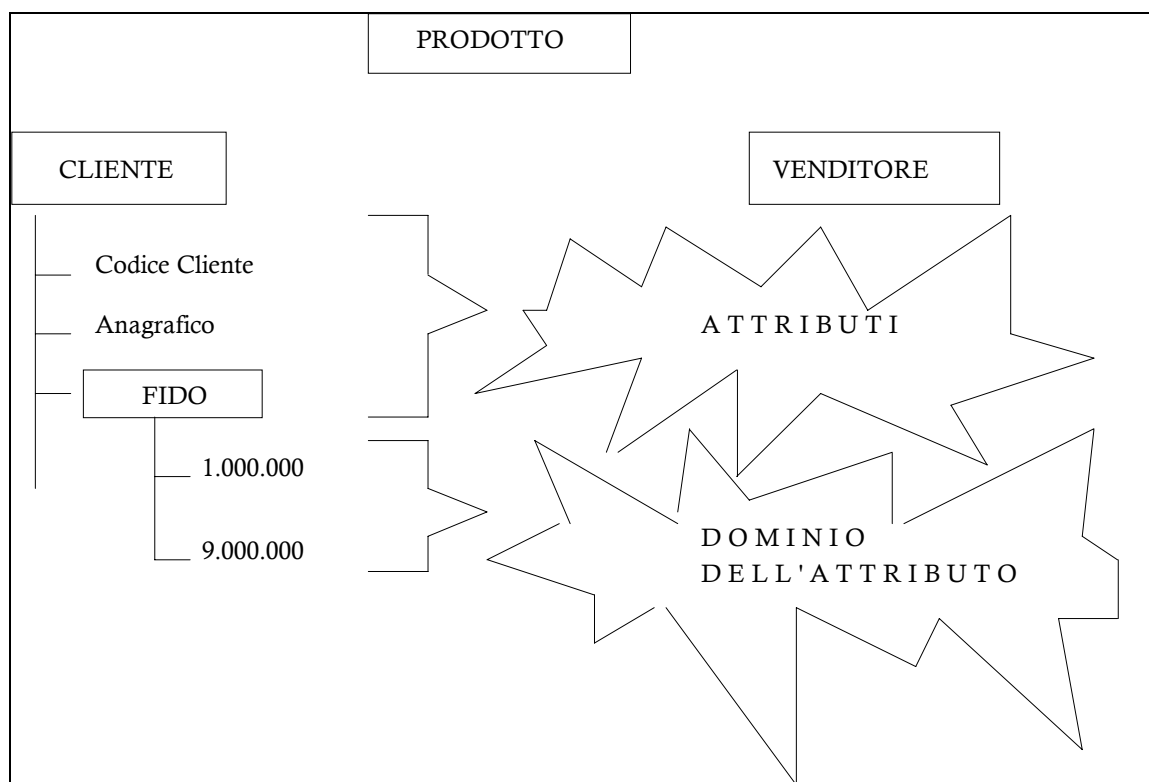 PRODOTTO
CLIENTE
VENDITORE
Codice Cliente
Anagrafico
ATTRIBUTI
FIDO
1.000.000
9.000.000
DOMINIO
DELL'ATTRIBUTO